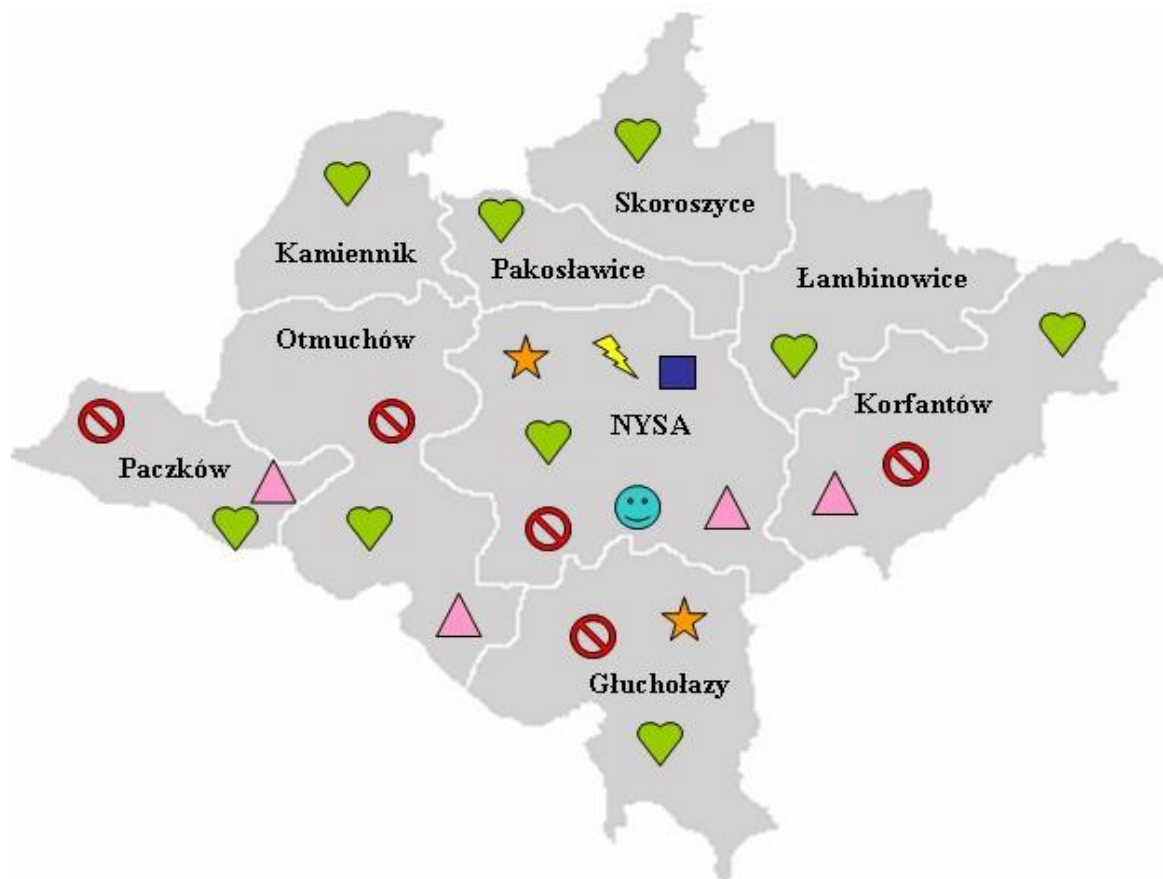 Skoroszyce
Kamiennik
Pakosławice
Łambinowice
Otmuchów
Korfantów
NYSA
Paczków
Głuchołazy